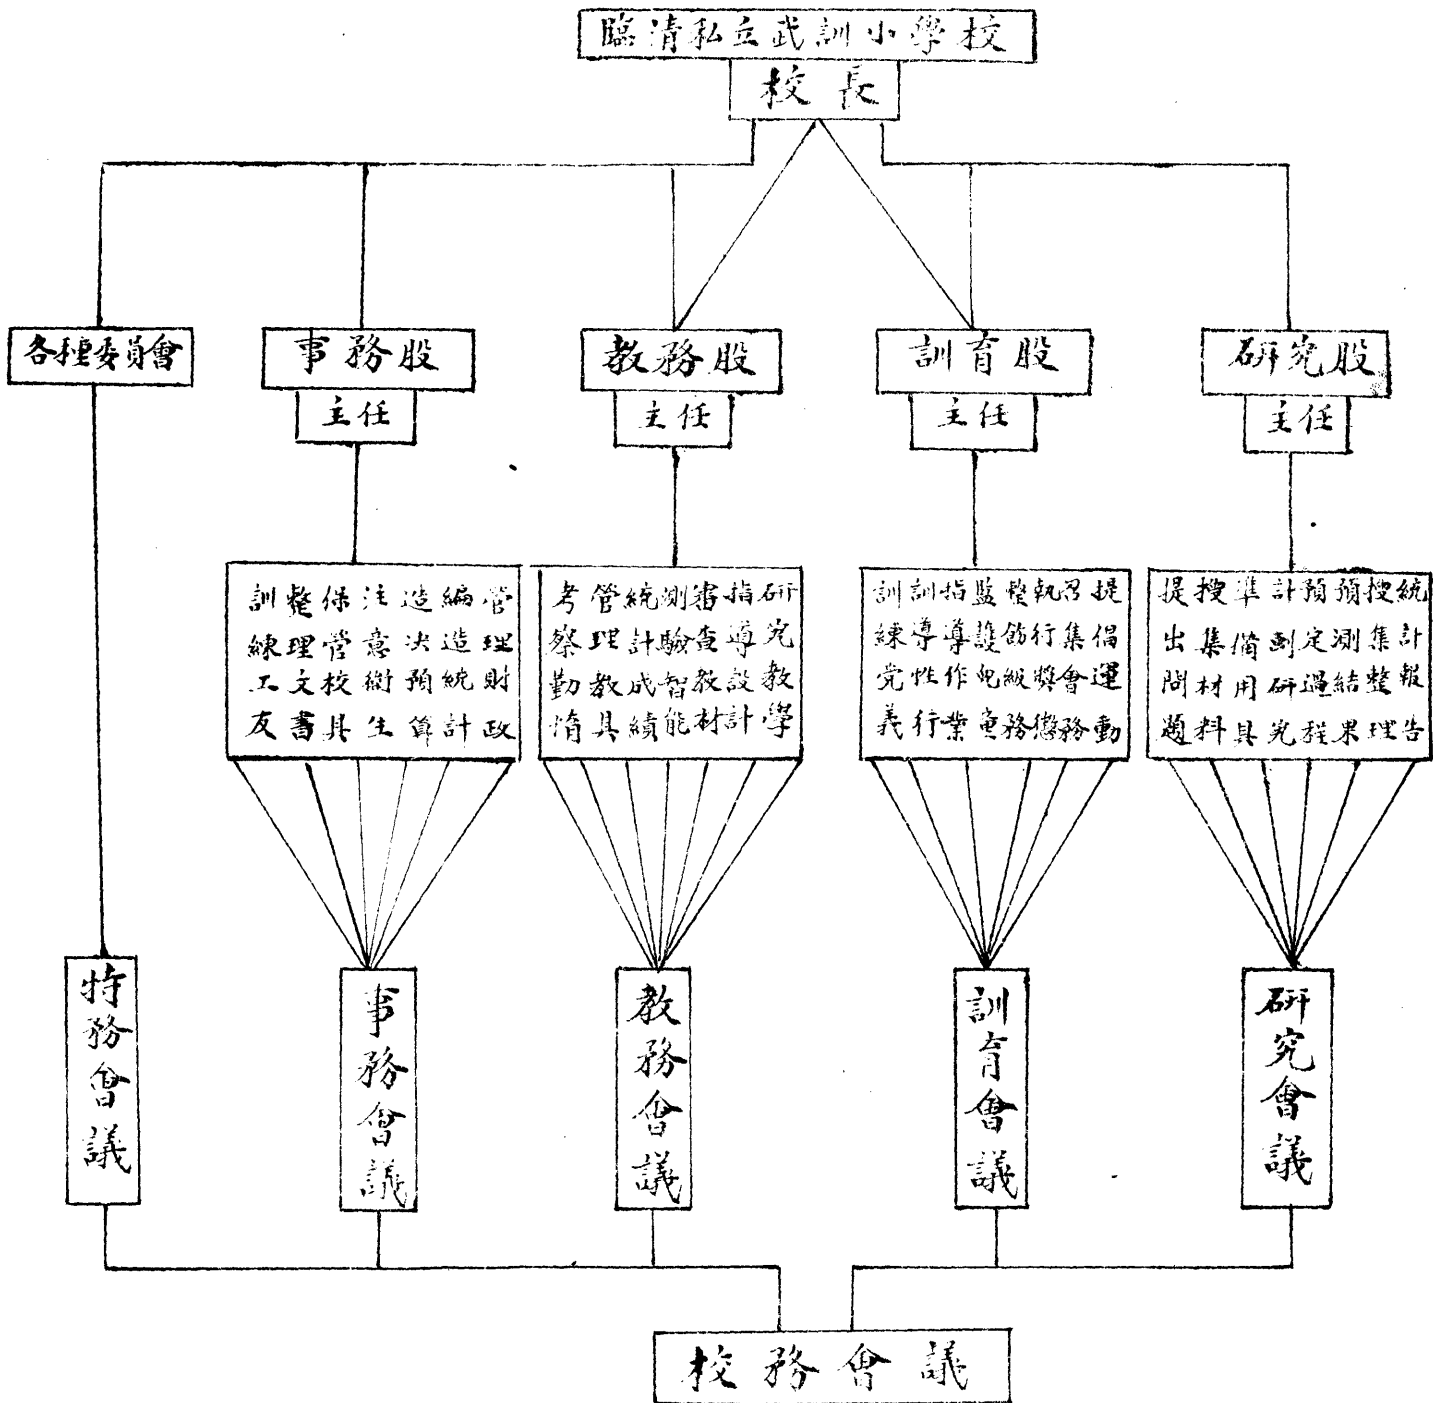 臨清私立武訓小學校
校長
各種委員會
事務股
教務股
訓育股
研究股
主任
主任
主任
主任
訓練工友
整理文書
保管校具
注意衛生
造決預算
編造統計
管理財政
考察勤惰
管理教具
統計成績
測驗智能
審查教材
指導設計
研究教學
訓練党義
訓導性行
指導作業
監護兒童
整飭級務
執行獎懲
召集會務
提倡運動
提出問題
搜集材料
準備用具
計劃研究
預定過程
預測結果
搜集整理
統計報告
特務會議
事務會議
教務會議
訓育會議
研究會議
校務會議